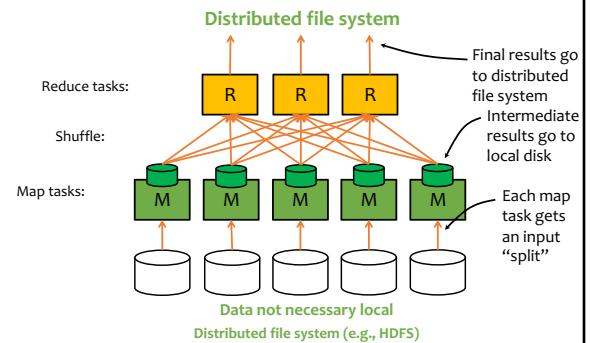 Distributed file system
Final results go
to distributed
file system
Reduce tasks:
R
R
R
Intermediate
results go to
local disk
Shuffle:
Map tasks:
M
M
M
M
M
Each map
task gets
an input
“split”
Data not necessary local
Distributed file system (e.g., HDFS)